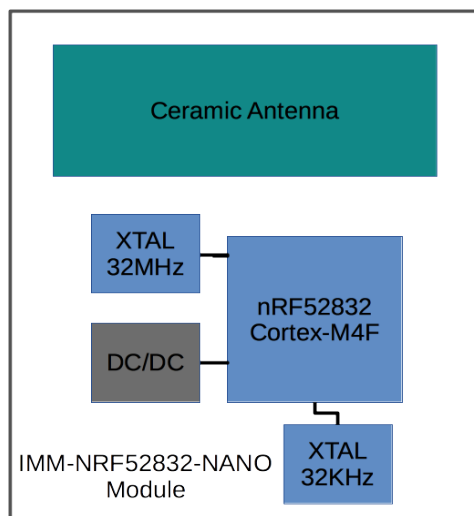 Ceramic Antenna
XTAL
32MHz
nRF52832
Cortex-M4F
DC/DC
XTAL
32KHz
IMM-NRF52832-NANO
Module